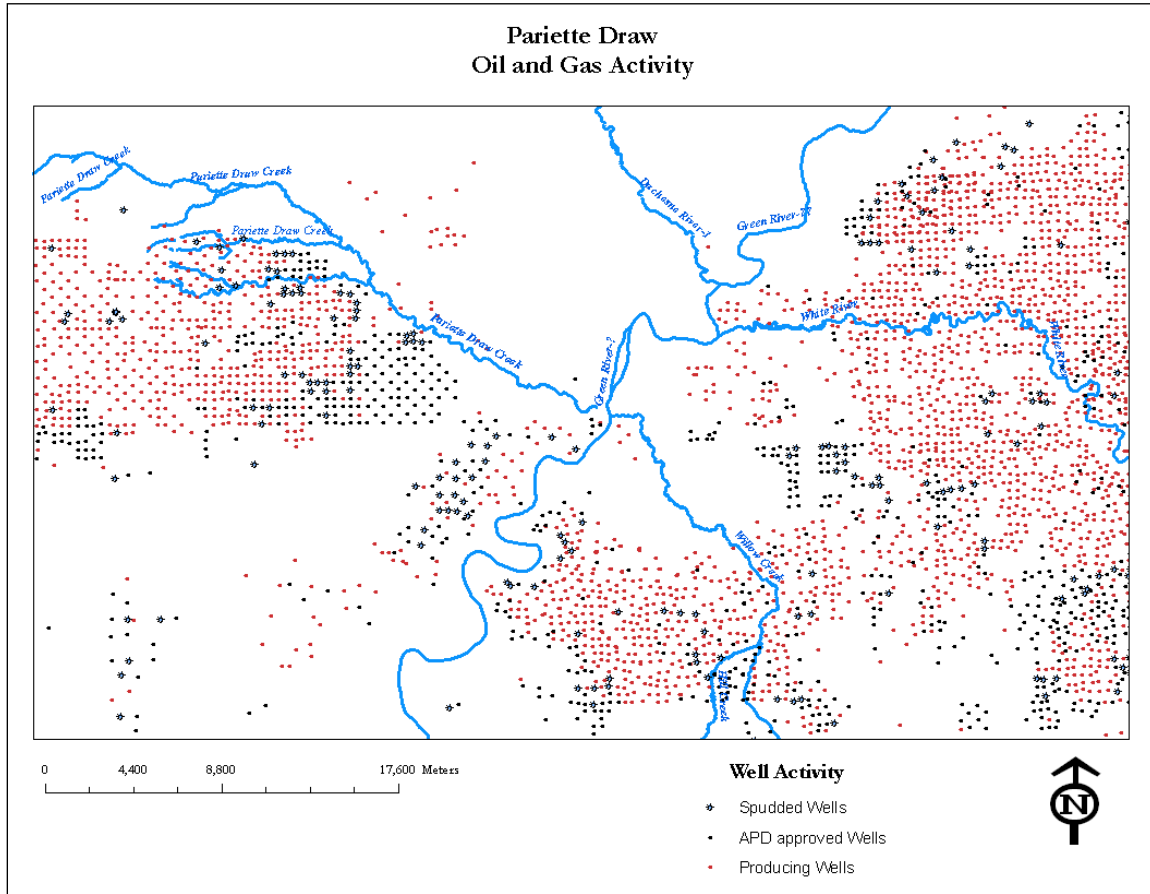 Pariette Draw
Oil and Gas Activity
Pariette Draw Creek
Pariette Draw Creek
Pariette Draw Creek
Pariette Draw Creek
Duchesne River-1
Green River-??
White River
White River
Green River-?
Willow Creek
Hill Creek
0 4,400 8,800 17,600 Meters
Well Activity
Spudded Wells
APD approved Wells
Producing Wells
N